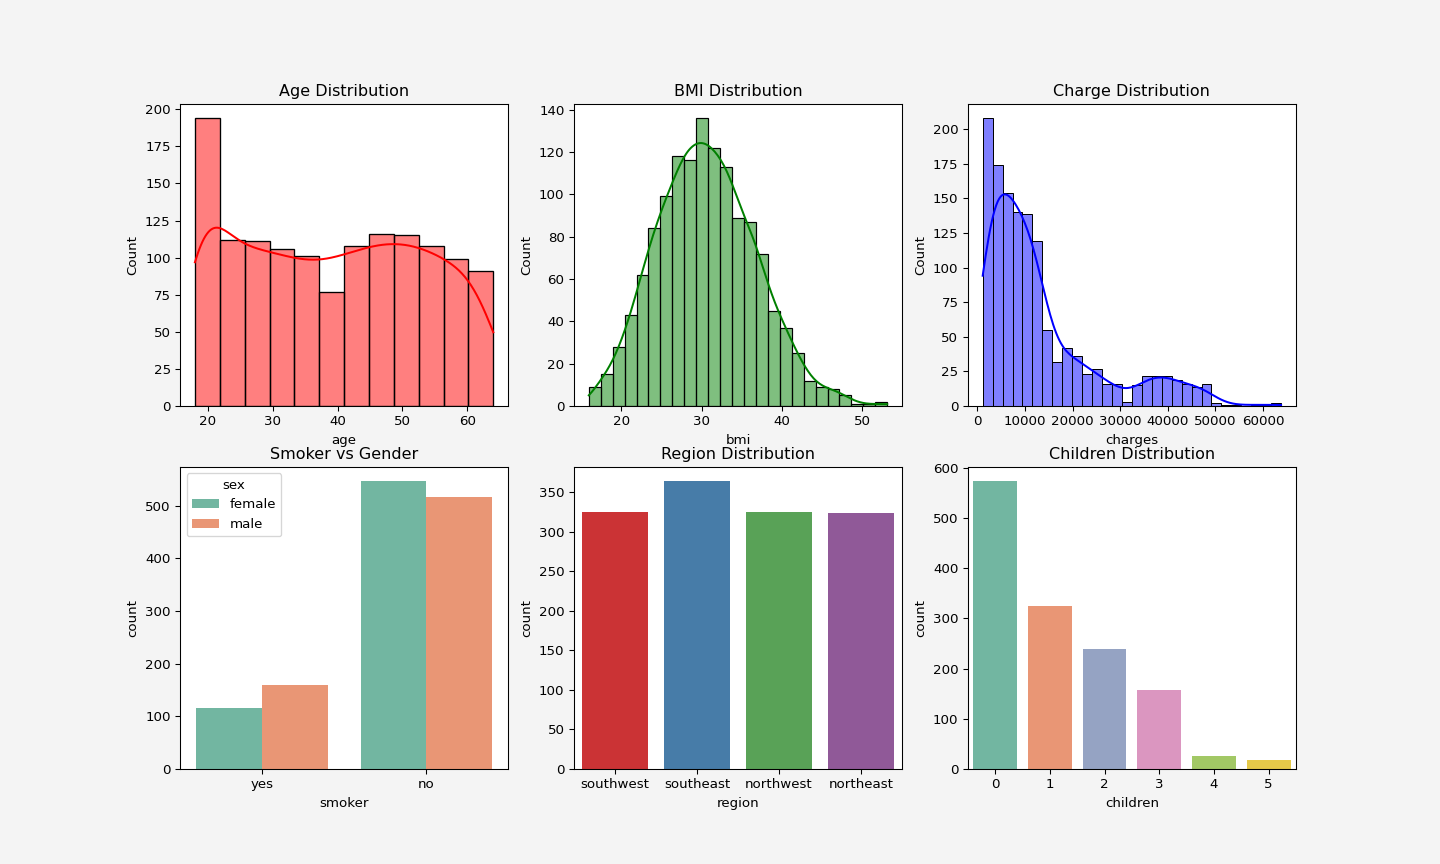 Age Distribution
200
175
150
125
100
75
50
25
0
Count
20 30 40 50 60
age
BMI Distribution
140
120
100
80
60
40
20
0
Count
20 30 40 50
bmi
Charge Distribution
200
175
150
125
100
75
50
25
0
Count
0 10000 20000 30000 40000 50000 60000
charges
Smoker vs Gender
sex
female
male
500
400
300
200
100
0
count
yes no
smoker
Region Distribution
350
300
250
200
150
100
50
0
count
southwest southeast northwest northeast
region
Children Distribution
600
500
400
300
200
100
0
count
0 1 2 3 4 5
children